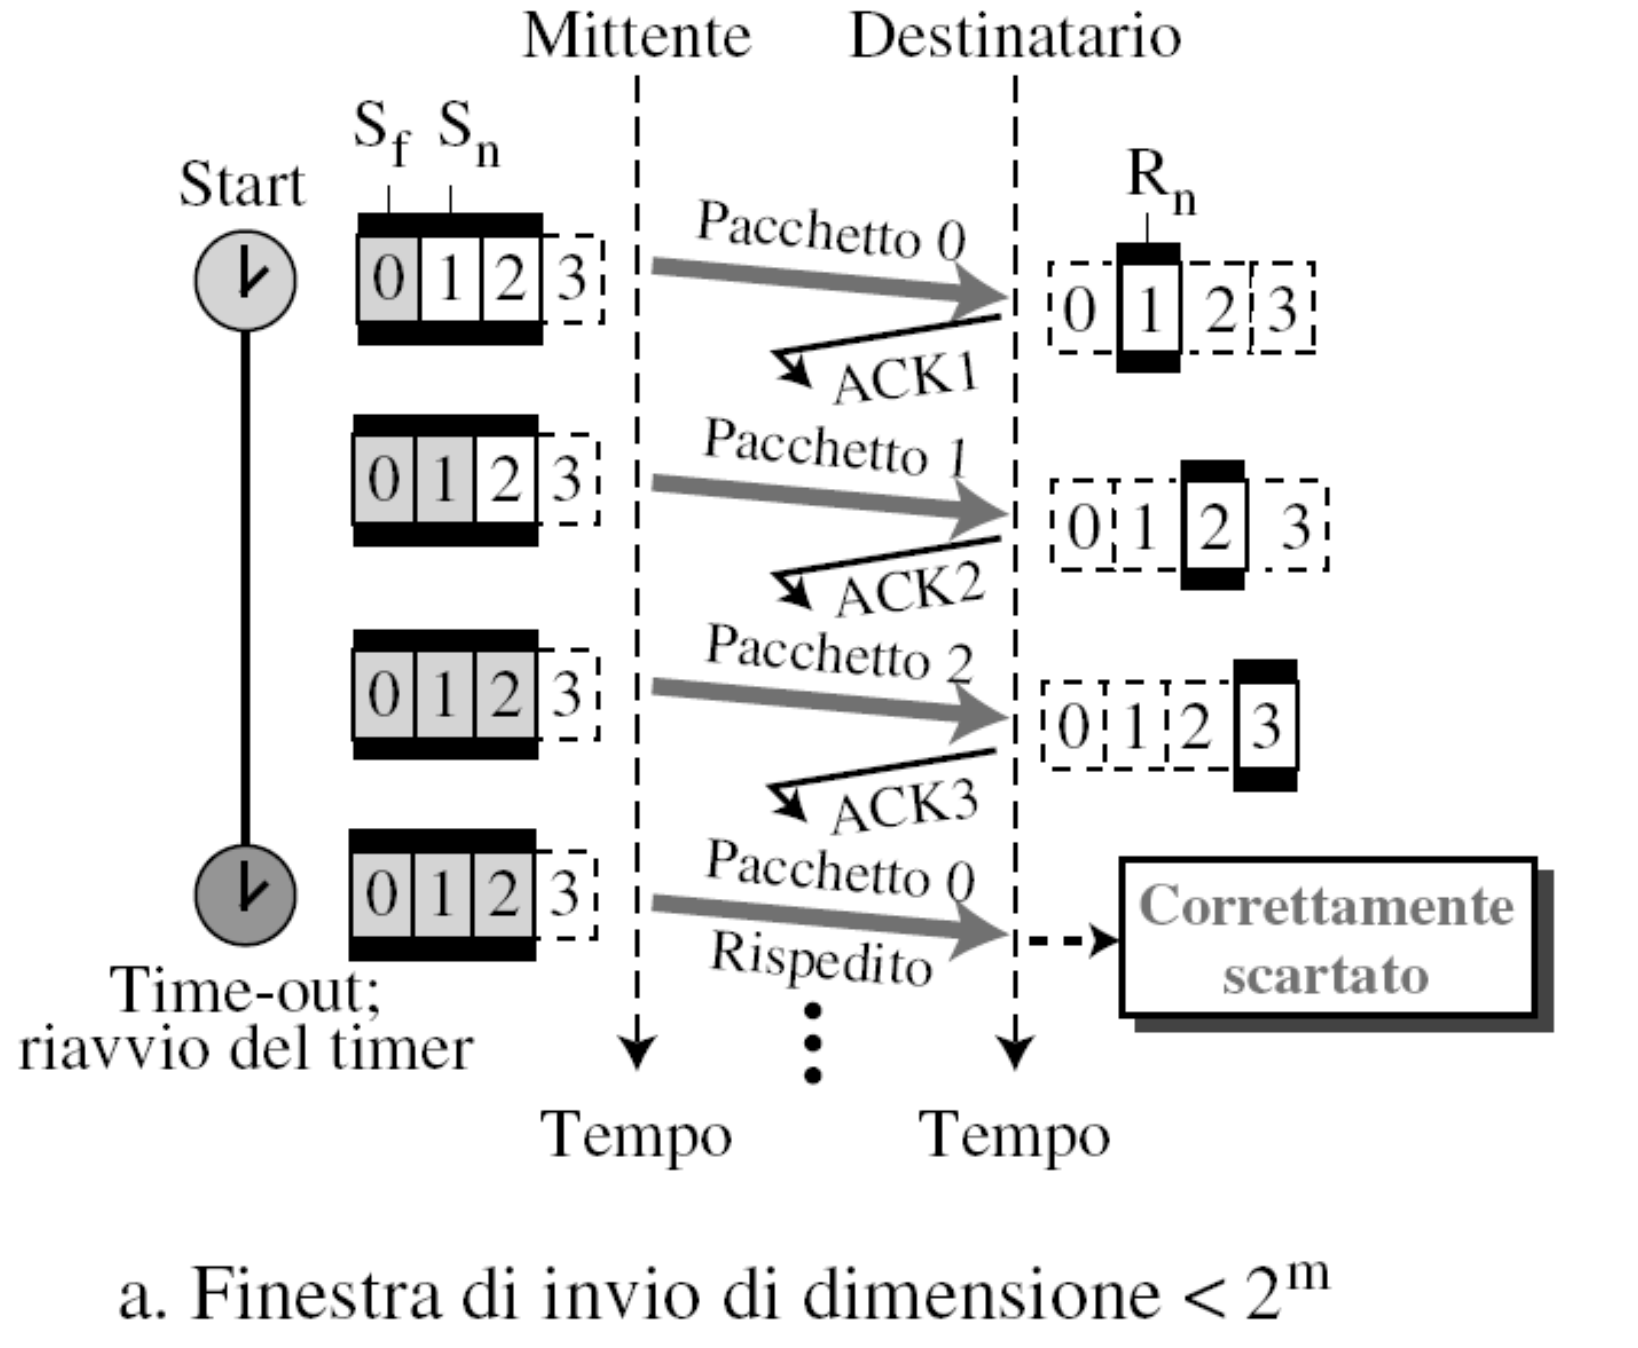 Mittente Destinatario
S_f S_n
Start
R_n
Pacchetto 0
0 1 2 3
0 1 2 3
ACK1
Pacchetto 1
0 1 2 3
0 1 2 3
ACK2
Pacchetto 2
0 1 2 3
0 1 2 3
ACK3
Pacchetto 0
0 1 2 3
Correttamente
scartato
Rispedito
Time-out;
riavvio del timer
Tempo Tempo
a. Finestra di invio di dimensione < 2^m